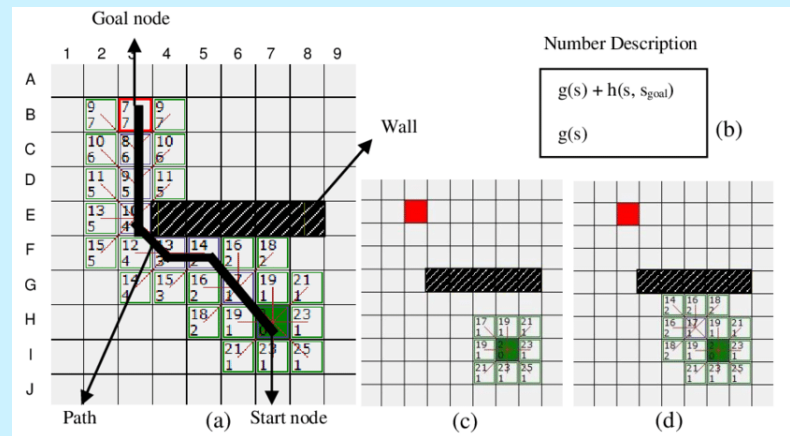 Goal node
1 2 3 4 5 6 7 8 9
A
B
C
D
E
F
G
H
I
J
9 7 9
7 7 7
10 8 10
6 6 6
11 9 11
5 5 5
13 10
5 4
15 12 13 14 16 18
5 4 2 2 2
14 15 16 17 19 21
4 3 2 1 1 1
18 19 23
2 1 0 1
21 23 25
1 1 1
Wall
Path
(a)
Start node
Number Description
g(s) + h(s, sgoal)
g(s)
(b)
17 19 21
1 1 1
19 23
1 0 1
21 23 25
1 1 1
(c)
14 16 18
2 2 2
16 17 19 21
2 1 1 1
18 19 23
2 1 0 1
21 23 25
1 1 1
(d)